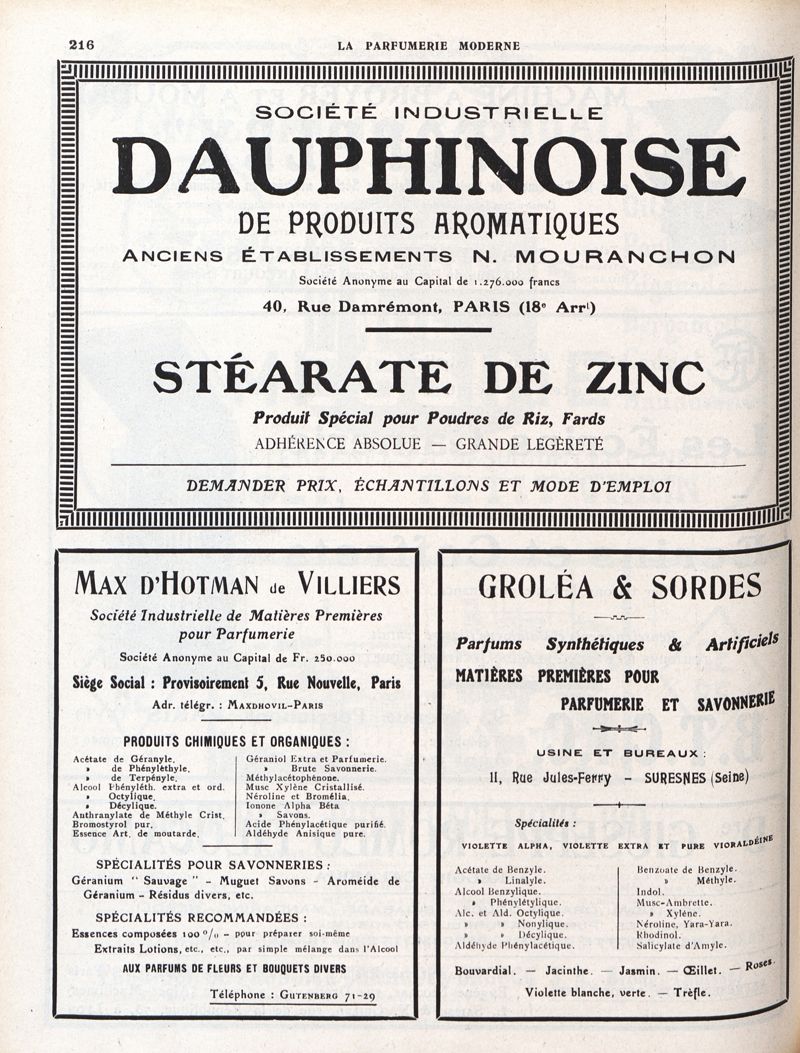 216
LA PARFUMERIE MODERNE
SOCIÉTÉ INDUSTRIELLE
DAUPHINOISE
DE PRODUITS AROMATIQUES
ANCIENS ÉTABLISSEMENTS N. MOURANCHON
Société Anonyme au Capital de 1.276.000 francs
40, Rue Damrémont, PARIS (18e Arrt)
STÉARATE DE ZINC
Produit Spécial pour Poudres de Riz, Fards
ADHÉRENCE ABSOLUE — GRANDE LEGÈRETÉ
DEMANDER PRIX, ÉCHANTILLONS ET MODE D'EMPLOI
MAX D'HOTMAN de VILLIERS
Société Industrielle de Matières Premières
pour Parfumerie
Société Anonyme au Capital de Fr. 250.000
Siège Social : Provisoirement 5, Rue Nouvelle, Paris
Adr. télégr. : MAXDHOVIL-PARIS
PRODUITS CHIMIQUES ET ORGANIQUES :
Acétate de Géranyle.
» de Phényléthyle.
» de Terpényle.
Alcool Phényléth. extra et ord.
» Octylique.
» Décylique.
Anthranylate de Méthyle Crist.
Bromostyrol pur.
Essence Art. de moutarde.
Géraniol Extra et Parfumerie.
» Brute Savonnerie.
Méthylacétophénone.
Musc Xylène Cristallisé.
Néroline et Bromélia.
Ionone Alpha Béta
» Savons.
Acide Phénylacétique purifié.
Aldéhyde Anisique pure.
SPÉCIALITÉS POUR SAVONNERIES :
Géranium " Sauvage " – Muguet Savons – Aroméide de
Géranium – Résidus divers, etc.
SPÉCIALITÉS RECOMMANDÉES :
Essences composées 100 % – pour préparer soi-même
Extraits Lotions, etc., etc., par simple mélange dans l'Alcool
AUX PARFUMS DE FLEURS ET BOUQUETS DIVERS
Téléphone : GUTENBERG 71-29
GROLÉA & SORDES
Parfums Synthétiques & Artificiels
MATIÈRES PREMIÈRES POUR
PARFUMERIE ET SAVONNERIE
USINE ET BUREAUX :
11, Rue Jules-Ferry – SURESNES (Seine)
Spécialités :
VIOLETTE ALPHA, VIOLETTE EXTRA ET PURE VIORALDÉINE
Acétate de Benzyle.
» Linalyle.
Alcool Benzylique.
» Phénylétylique.
Alc. et Ald. Octylique.
» » Nonylique.
» » Décylique.
Aldéhyde Phénylacétique.
Benzoate de Benzyle.
» Méthyle.
Indol.
Musc-Ambrette.
» Xylène.
Néroline, Yara-Yara.
Rhodinol.
Salicylate d'Amyle.
Bouvardial. — Jacinthe. — Jasmin. — Œillet. — Roses.
Violette blanche, verte. — Trèfle.